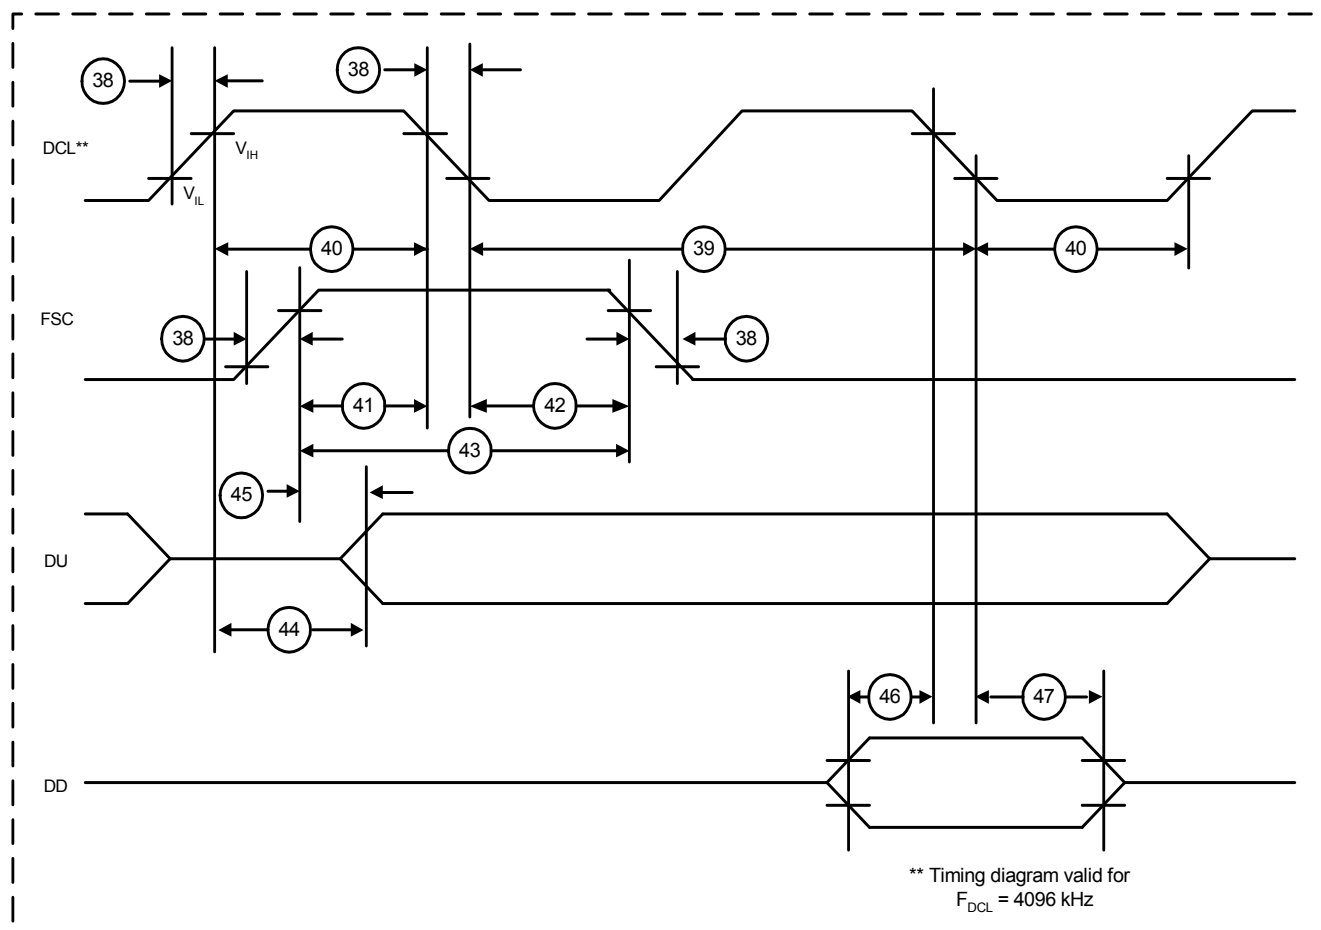 38
38
DCL**
V_IH
V_IL
40
39
40
FSC
38
38
41
42
43
45
DU
44
46
47
DD
** Timing diagram valid for
F_DCL = 4096 kHz